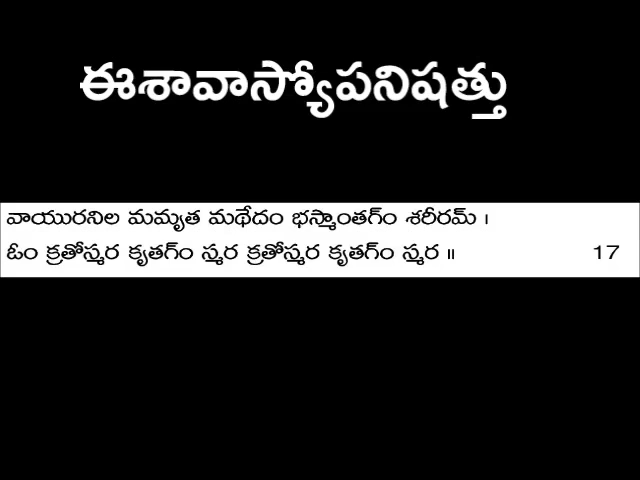 ఈశావాస్యోపనిషత్తు
వాయురనిల మమృత మథేదం భస్మాంతగ్ం శరీరమ్ ।
ఓం క్రతోస్మర కృతగ్ం స్మర క్రతోస్మర కృతగ్ం స్మర ॥ 17